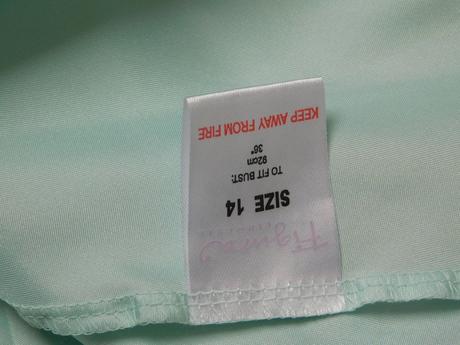 SIZE 14
TO FIT BUST:
92cm
36"
KEEP AWAY FROM FIRE